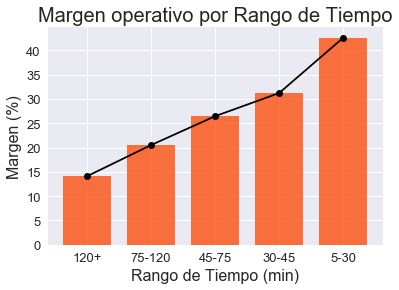 Margen operativo por Rango de Tiempo
Margen (%)
40
35
30
25
20
15
10
5
0
120+ 75-120 45-75 30-45 5-30
Rango de Tiempo (min)